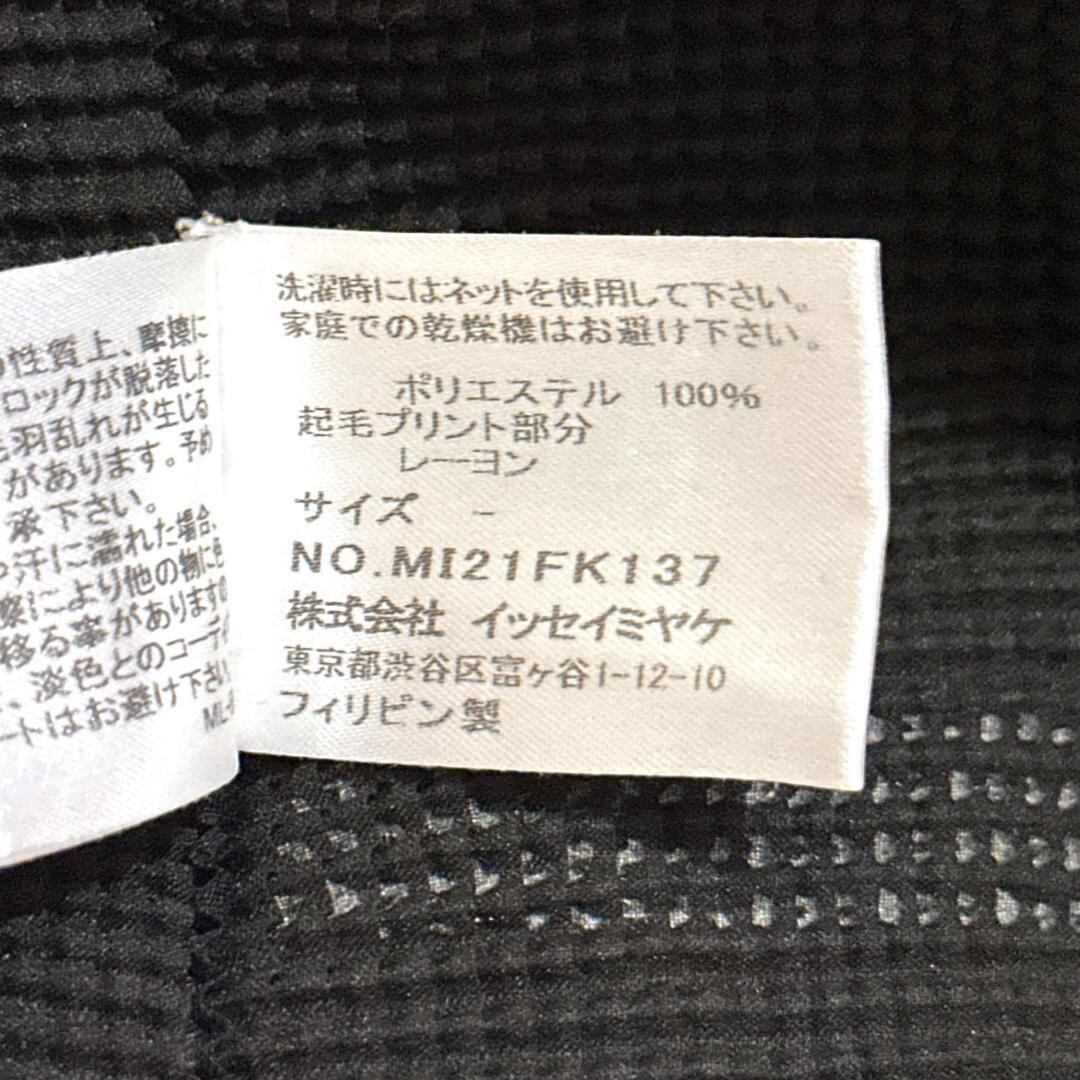 の性質上、摩擦に
ロックが脱落した
毛羽乱れが生じる
があります。予め
承下さい。
汗に濡れた場合、
擦により他の物に色
移る事がありますの
、淡色とのコーディ
ートはお避け下さい
洗濯時にはネットを使用して下さい。
家庭での乾燥機はお避け下さい。
ポリエステル 100%
起毛プリント部分
レーヨン
サイズ -
NO.MI21FK137
株式会社 イッセイミヤケ
東京都渋谷区富ヶ谷1-12-10
フィリピン製